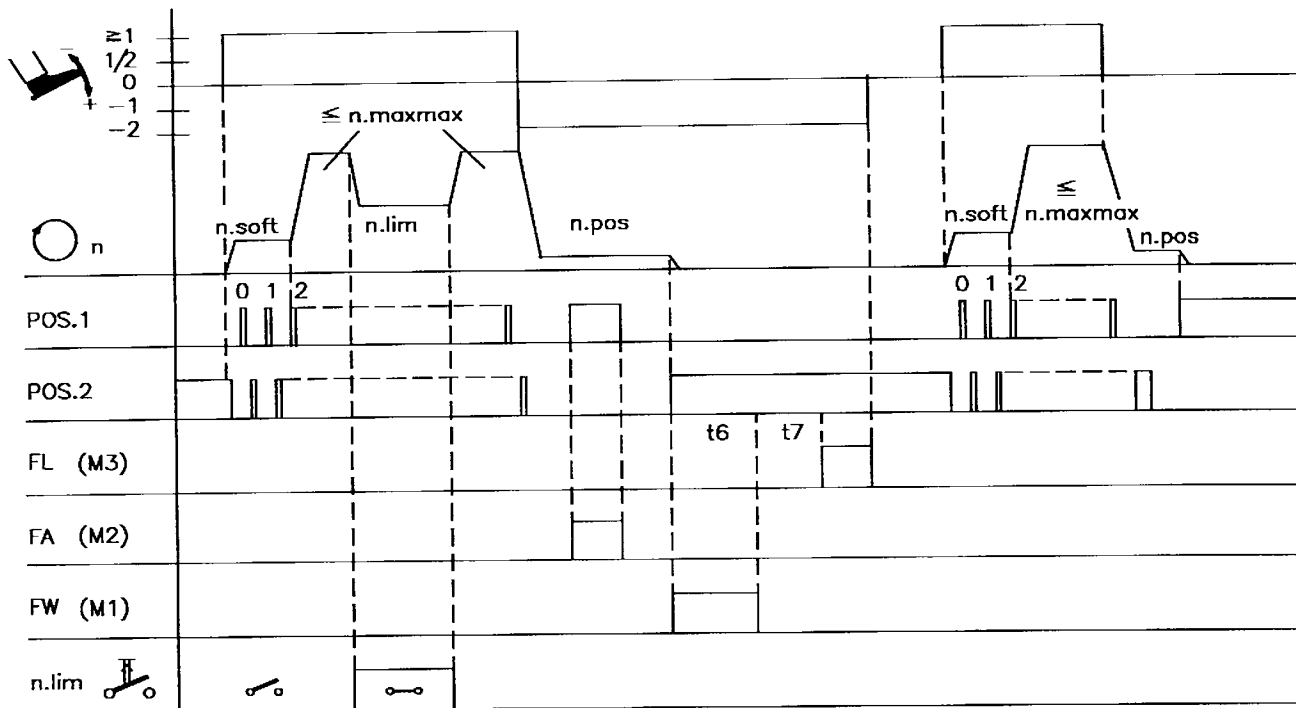 ≧1
1/2
0
− + −1
−2
≦ n.maxmax
n.soft n.lim n.pos
n
n.soft ≦ n.maxmax n.pos
0 1 2 0 1 2
POS.1
POS.2
t6 t7
FL (M3)
FA (M2)
FW (M1)
n.lim